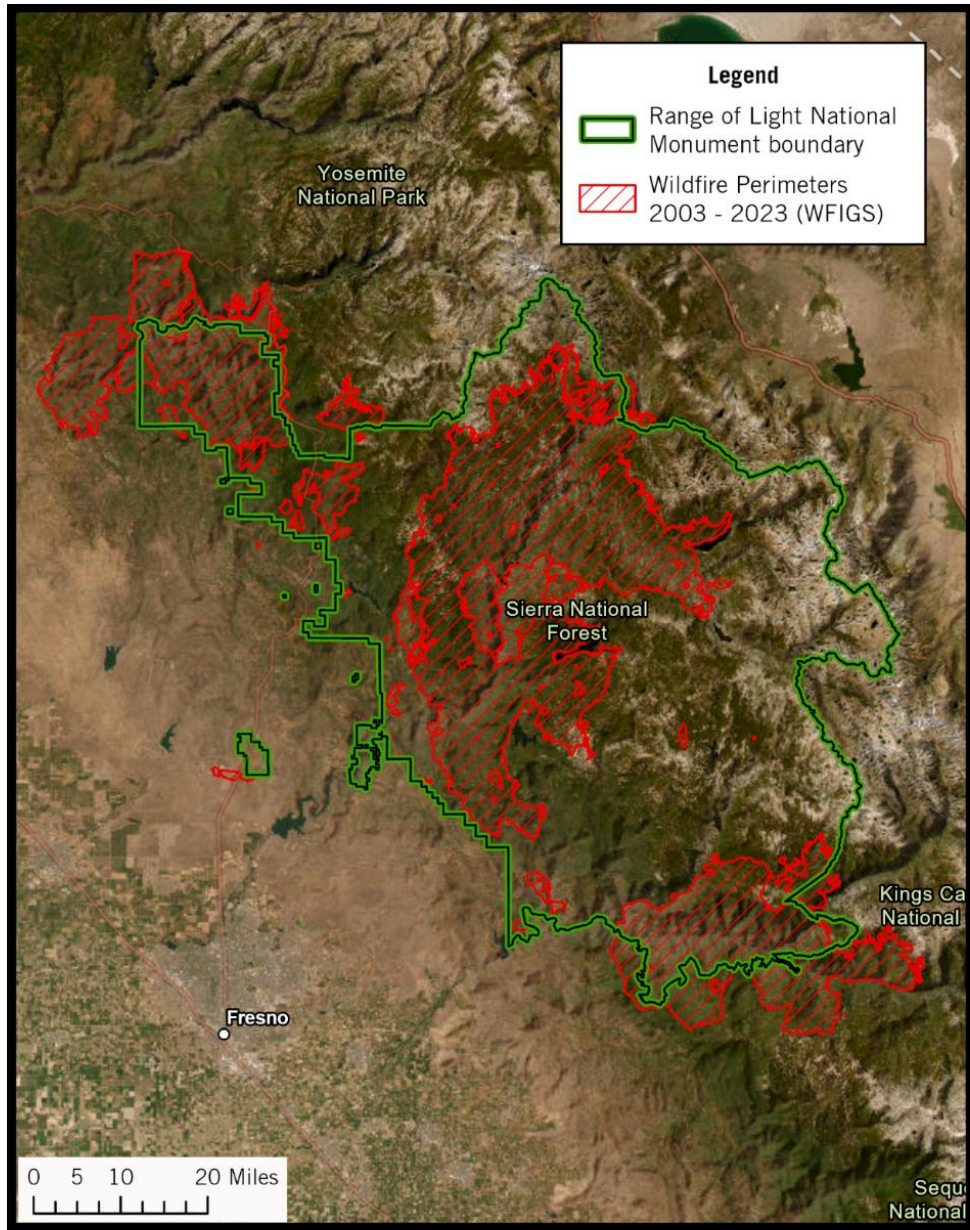 Legend
Range of Light National
Monument boundary
Wildfire Perimeters
2003 - 2023 (WFIGS)
Yosemite
National Park
Sierra National
Forest
Kings Ca
National
Fresno
0 5 10 20 Miles
Sequ
National